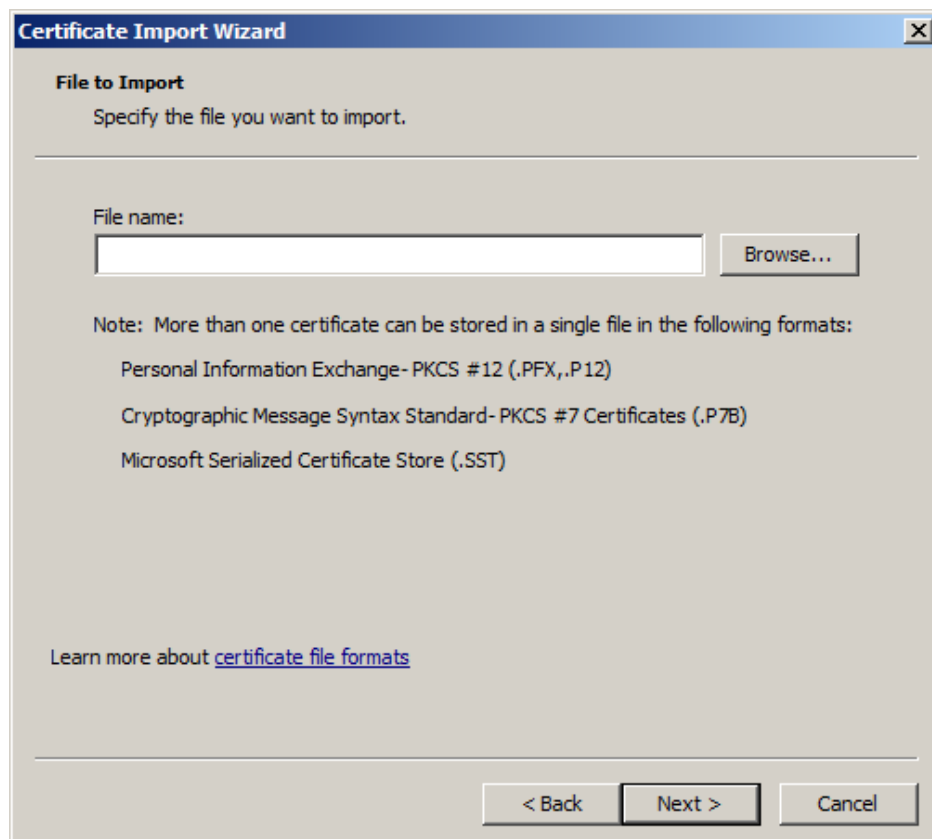 Certificate Import Wizard
File to Import
Specify the file you want to import.
File name:
Browse...
Note:  More than one certificate can be stored in a single file in the following formats:
Personal Information Exchange- PKCS #12 (.PFX,.P12)
Cryptographic Message Syntax Standard- PKCS #7 Certificates (.P7B)
Microsoft Serialized Certificate Store (.SST)
Learn more about certificate file formats
< Back Next > Cancel